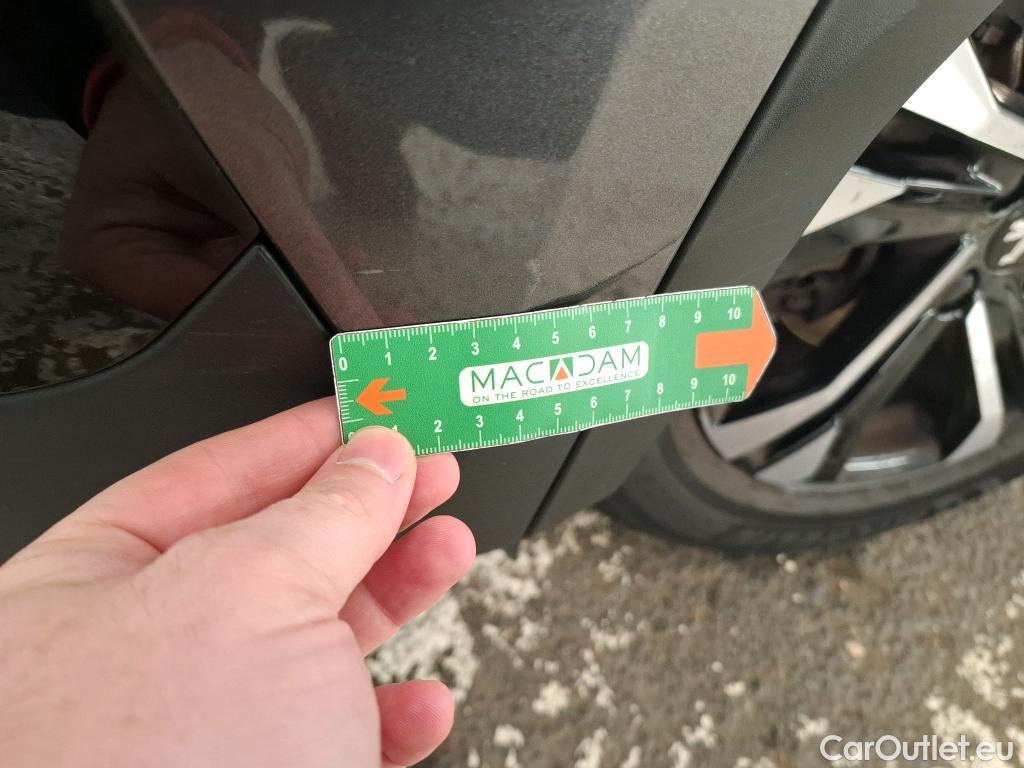 0 1 2 3 4 5 6 7 8 9 10
MACADAM
ON THE ROAD TO EXCELLENCE
1 2 3 4 5 6 7 8 9 10
CarOutlet.eu